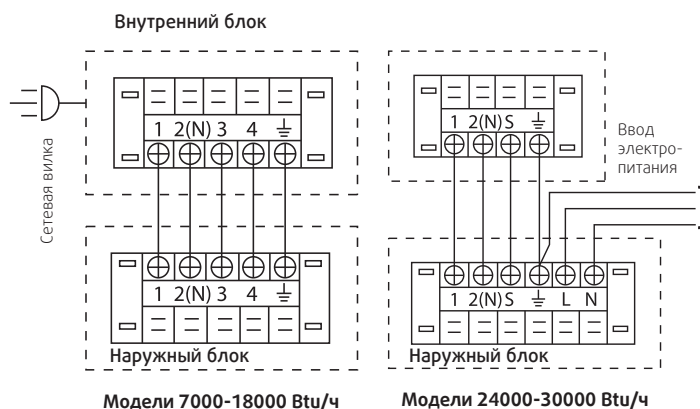 Внутренний блок
1 2(N) 3 4
Сетевая вилка
1 2(N) 3 4
Наружный блок
Модели 7000-18000 Btu/ч
1 2(N) S
Ввод
электро-
питания
1 2(N) S L N
Наружный блок
Модели 24000-30000 Btu/ч